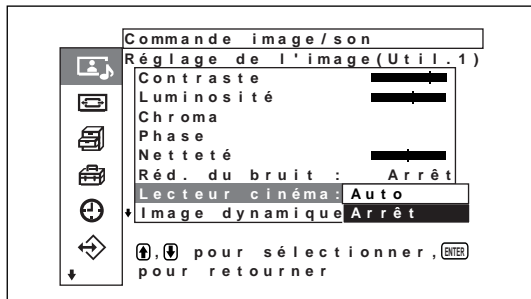 Commande image/son
Réglage de l'image(Util.1)
Contraste
Luminosité
Chroma
Phase
Netteté
Réd. du bruit : Arrêt
Lecteur cinéma: Auto
Image dynamique Arrêt
, pour sélectionner, ENTER
pour retourner